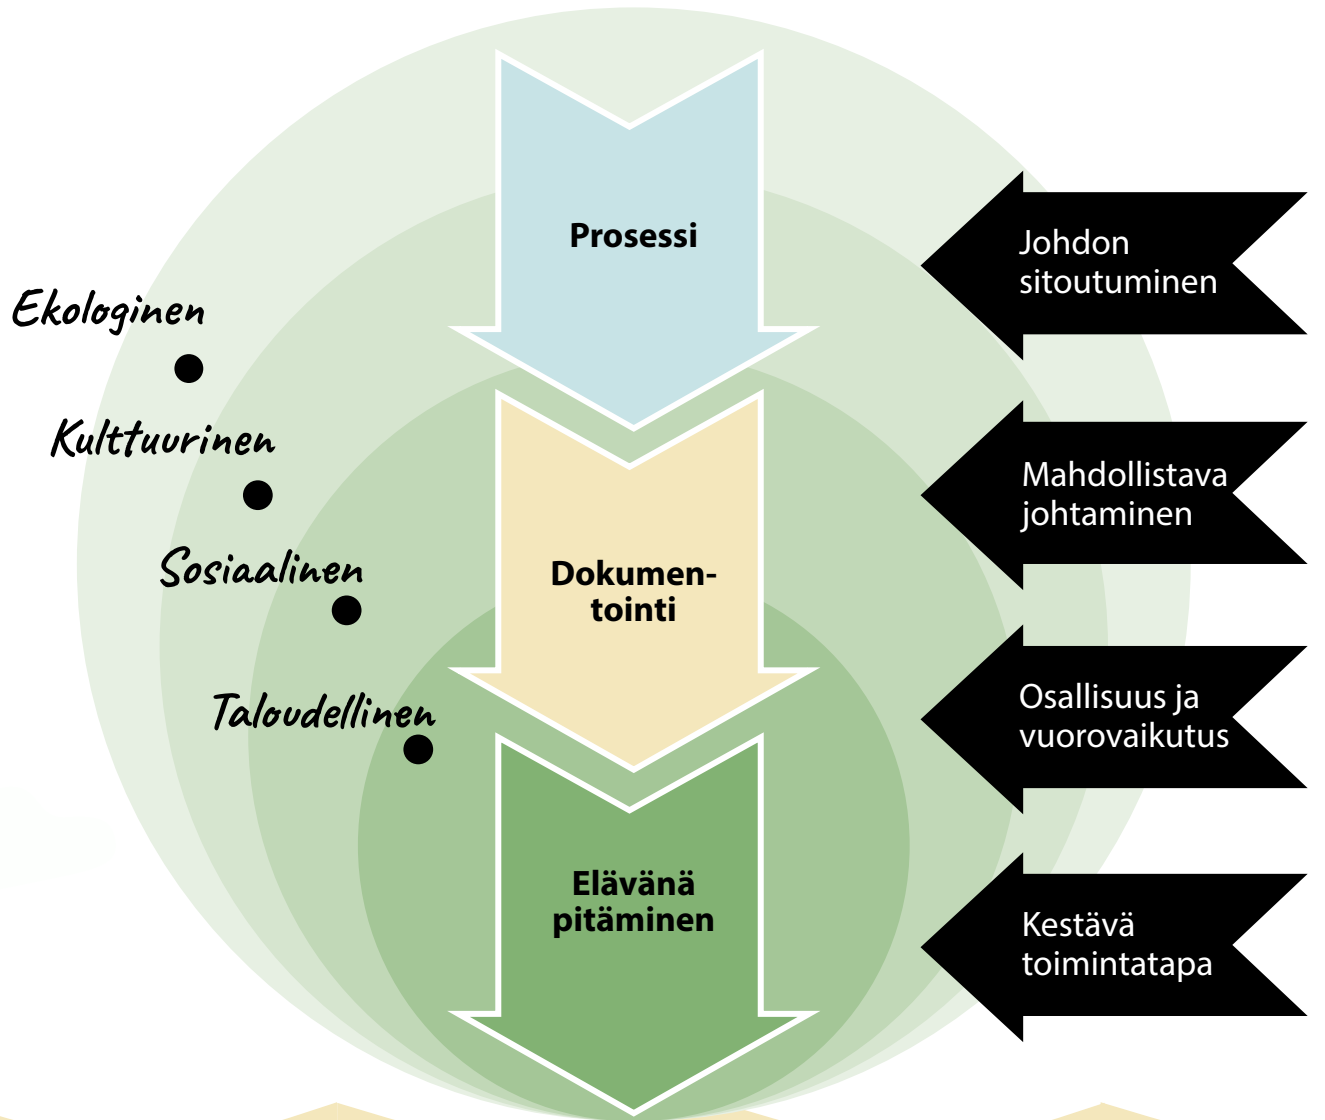 Prosessi
Dokumen-
tointi
Elävänä
pitäminen
Ekologinen
Kulttuurinen
Sosiaalinen
Taloudellinen
Johdon
sitoutuminen
Mahdollistava
johtaminen
Osallisuus ja
vuorovaikutus
Kestävä
toimintatapa